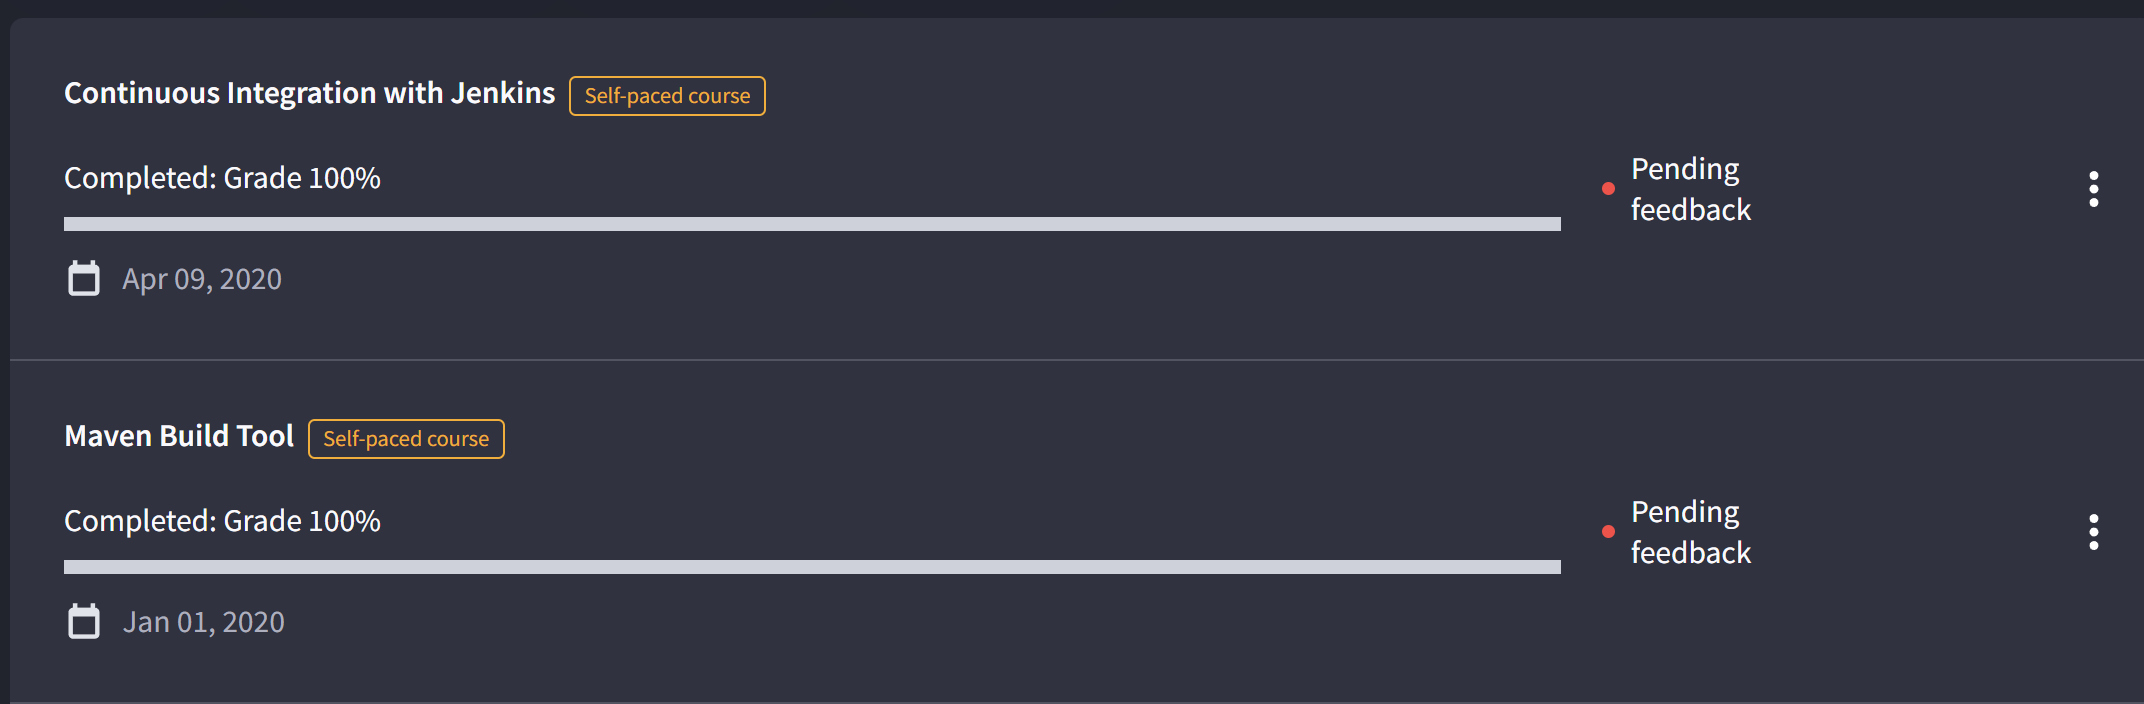 Continuous Integration with Jenkins Self-paced course
Completed: Grade 100%
Pending
feedback
Apr 09, 2020
Maven Build Tool Self-paced course
Completed: Grade 100%
Pending
feedback
Jan 01, 2020